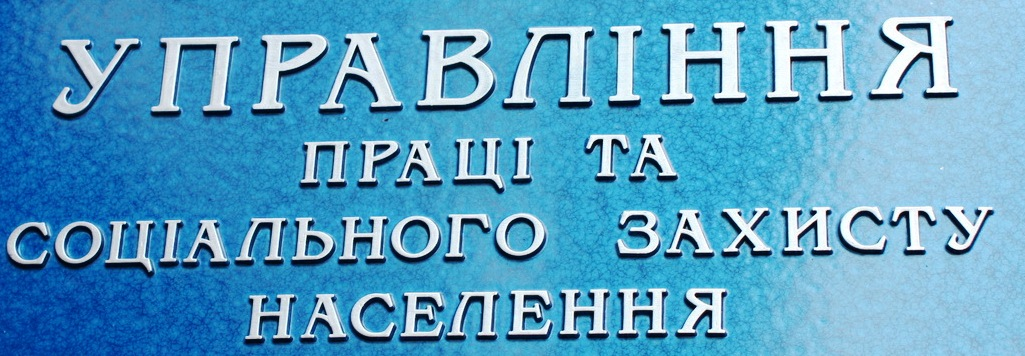 УПРАВЛІННЯ
ПРАЦІ ТА
СОЦІАЛЬНОГО ЗАХИСТУ
НАСЕЛЕННЯ